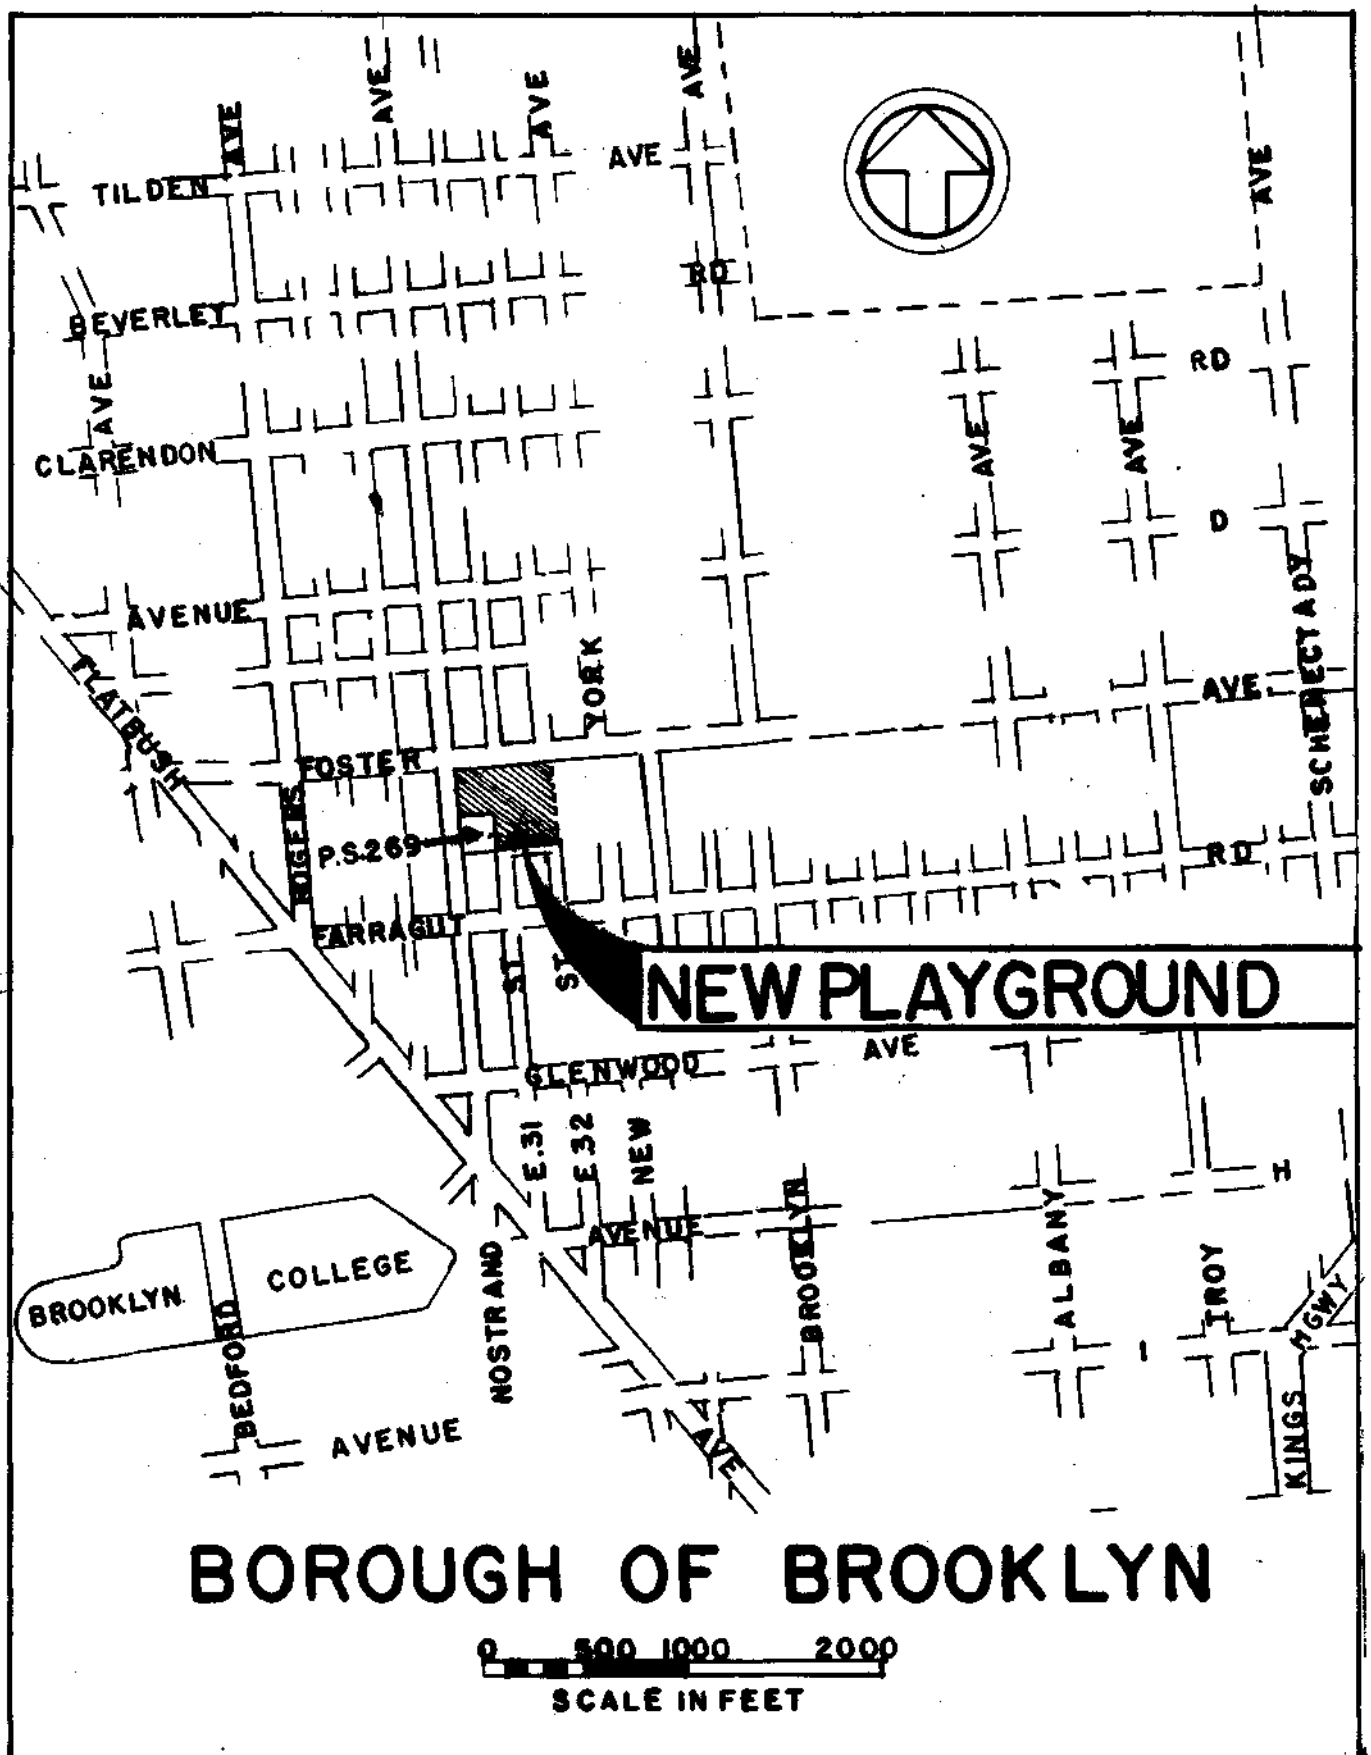 AVE
AVE
AVE
AVE
AVE
TILDEN
AVE
BEVERLEY
RD
AVE
RD
CLARENDON
AVE
AVE
D
AVENUE
SCHENECTADY
YORK
FLATBUSH
AVE
FOSTER
ROGERS
P.S.269
RD
FARRAGUT
ST
ST
NEW PLAYGROUND
GLENWOOD
AVE
E.31
E.32
NEW
H
AVENUE
BROOKLYN
ALBANY
TROY
BROOKLYN
COLLEGE
NOSTRAND
HGWY
I
BEDFORD
KINGS
AVENUE
AVE
BOROUGH OF BROOKLYN
0 500 1000 2000
SCALE IN FEET